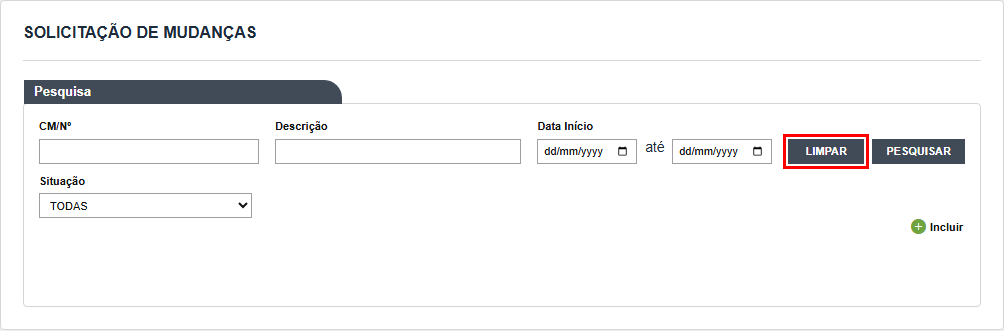 SOLICITAÇÃO DE MUDANÇAS
Pesquisa
CM/Nº Descrição Data Início
dd/mm/yyyy até dd/mm/yyyy LIMPAR PESQUISAR
Situação
TODAS
Incluir